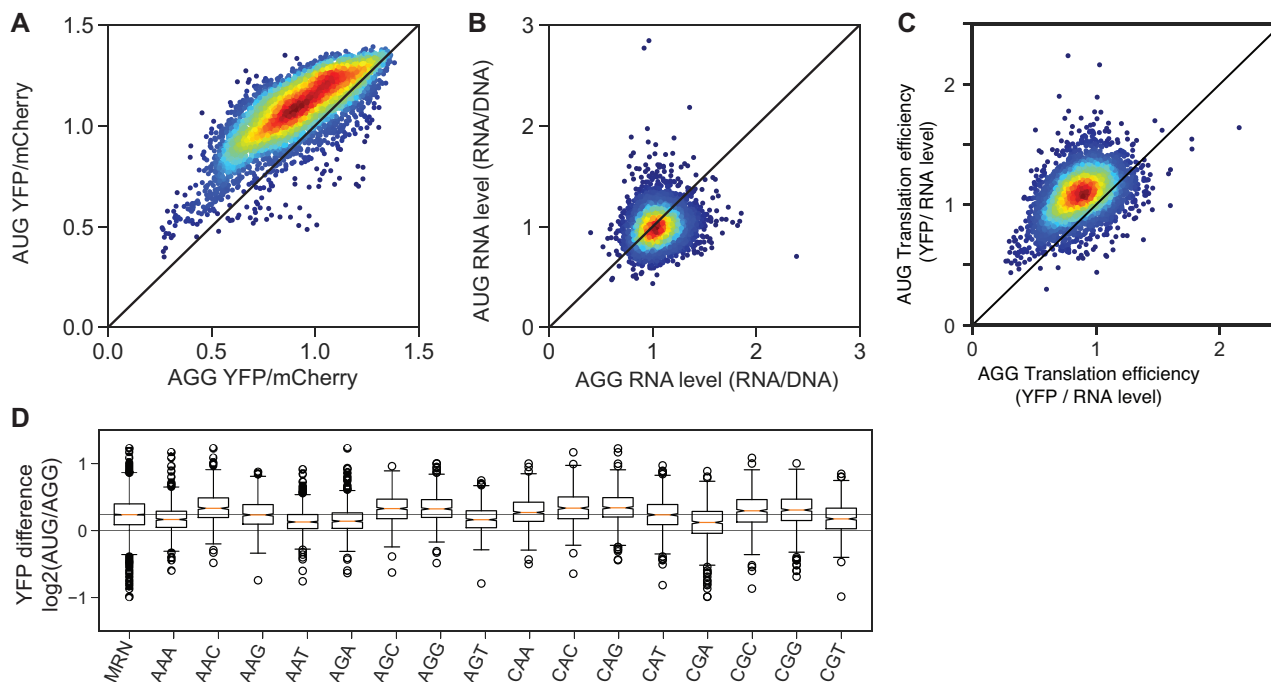 A
1.5
1.0
0.5
0.0
AUG YFP/mCherry
0.0
0.5
1.0
1.5
AGG YFP/mCherry
B
3
2
1
0
AUG RNA level (RNA/DNA)
0
1
2
3
AGG RNA level (RNA/DNA)
C
2
1
0
AUG Translation efficiency
(YFP / RNA level)
0
1
2
AGG Translation efficiency
(YFP / RNA level)
D
1
0
−1
YFP difference
log2(AUG/AGG)
MRN
AAA
AAC
AAG
AAT
AGA
AGC
AGG
AGT
CAA
CAC
CAG
CAT
CGA
CGC
CGG
CGT